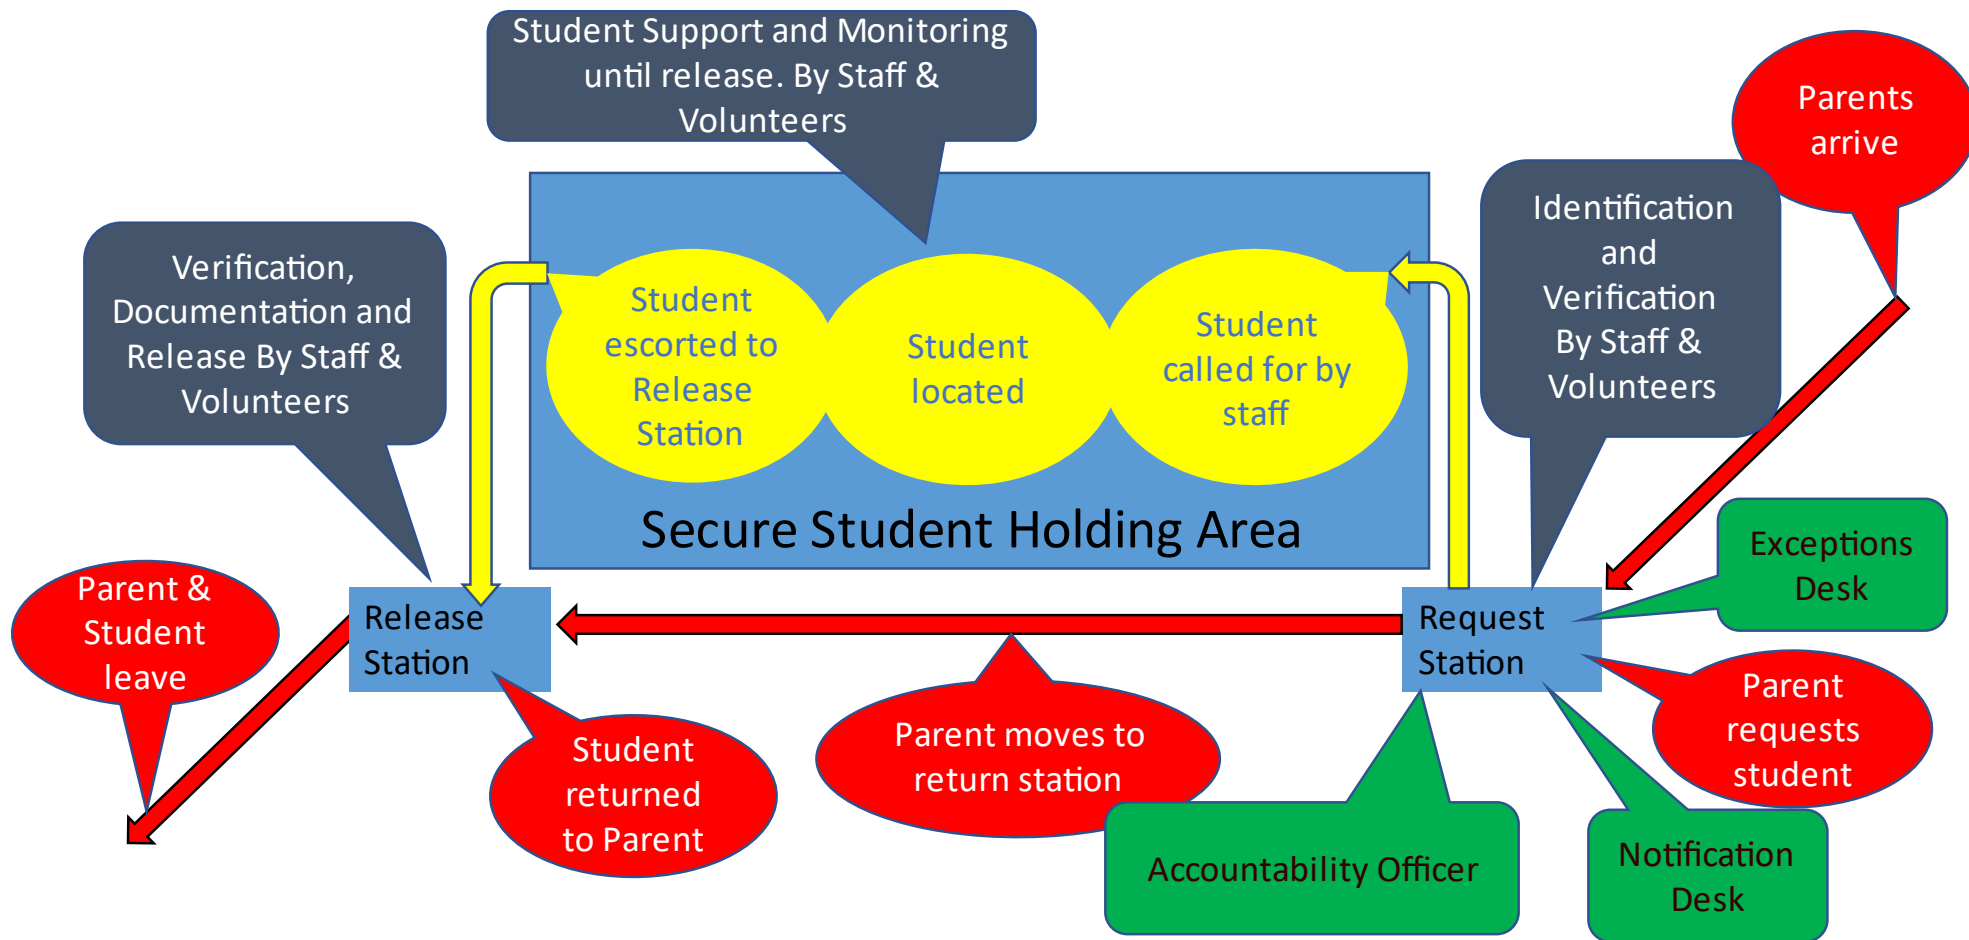 Student Support and Monitoring
until release. By Staff &
Volunteers
Parents
arrive
Identification
and
Verification
By Staff &
Volunteers
Verification,
Documentation and
Release By Staff &
Volunteers
Student
escorted to
Release
Station
Student
located
Student
called for by
staff
Secure Student Holding Area
Exceptions
Desk
Parent &
Student
leave
Release
Station
Request
Station
Parent
requests
student
Student
returned
to Parent
Parent moves to
return station
Accountability Officer
Notification
Desk